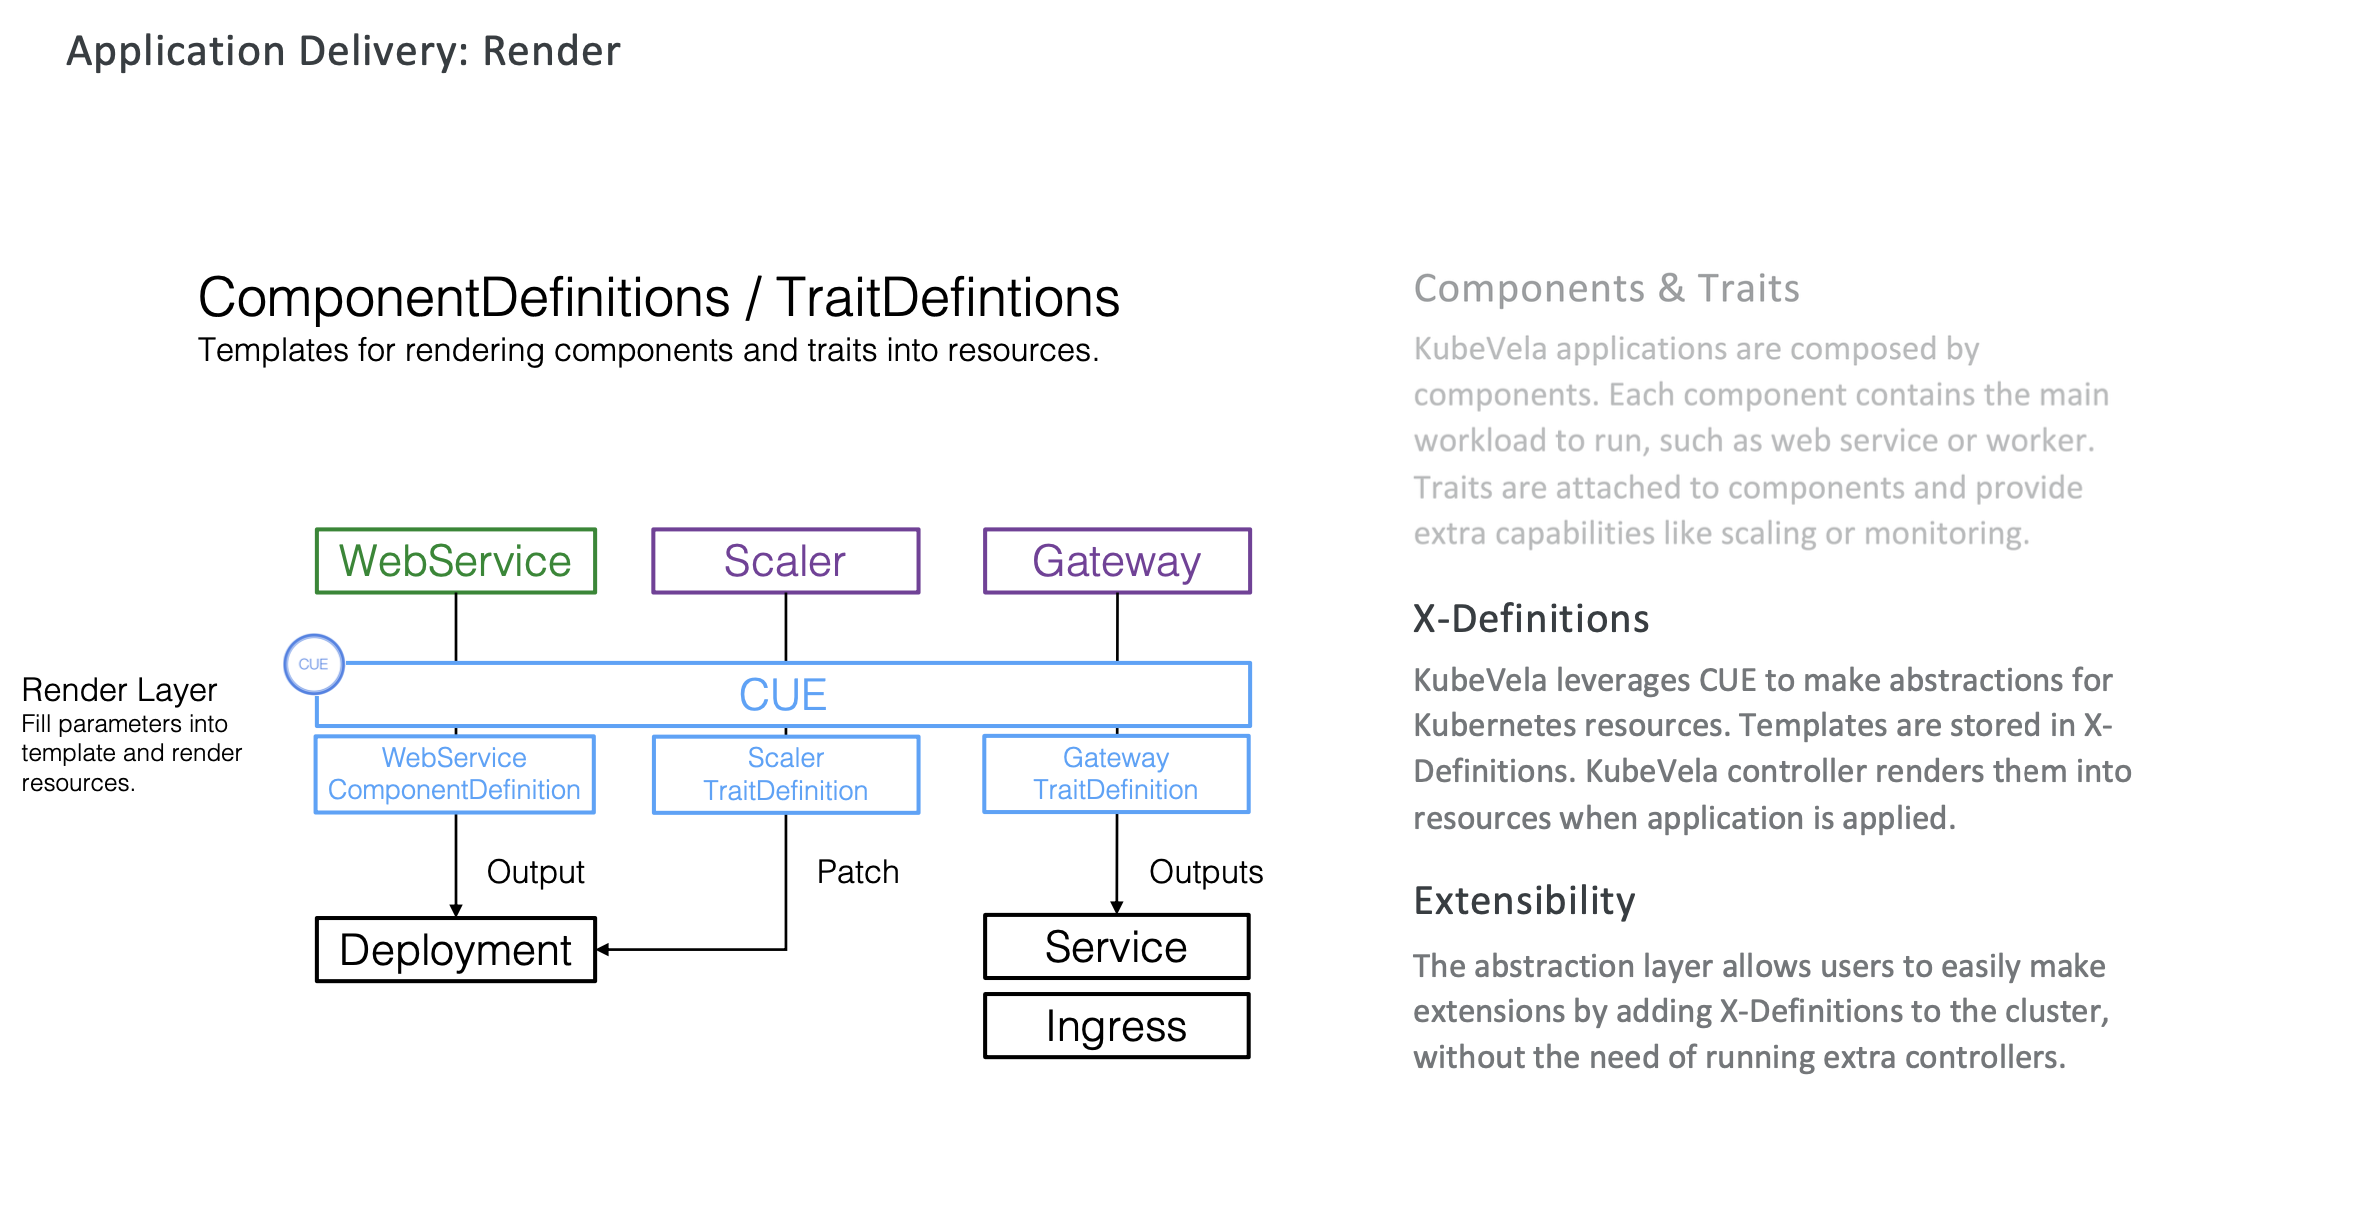 Application Delivery: Render
ComponentDefinitions / TraitDefintions
Templates for rendering components and traits into resources.
WebService
Scaler
Gateway
CUE
CUE
Render Layer
Fill parameters into
template and render
resources.
WebService
ComponentDefinition
Scaler
TraitDefinition
Gateway
TraitDefinition
Output
Patch
Outputs
Deployment
Service
Ingress
Components & Traits
KubeVela applications are composed by
components. Each component contains the main
workload to run, such as web service or worker.
Traits are attached to components and provide
extra capabilities like scaling or monitoring.
X-Definitions
KubeVela leverages CUE to make abstractions for
Kubernetes resources. Templates are stored in X-
Definitions. KubeVela controller renders them into
resources when application is applied.
Extensibility
The abstraction layer allows users to easily make
extensions by adding X-Definitions to the cluster,
without the need of running extra controllers.